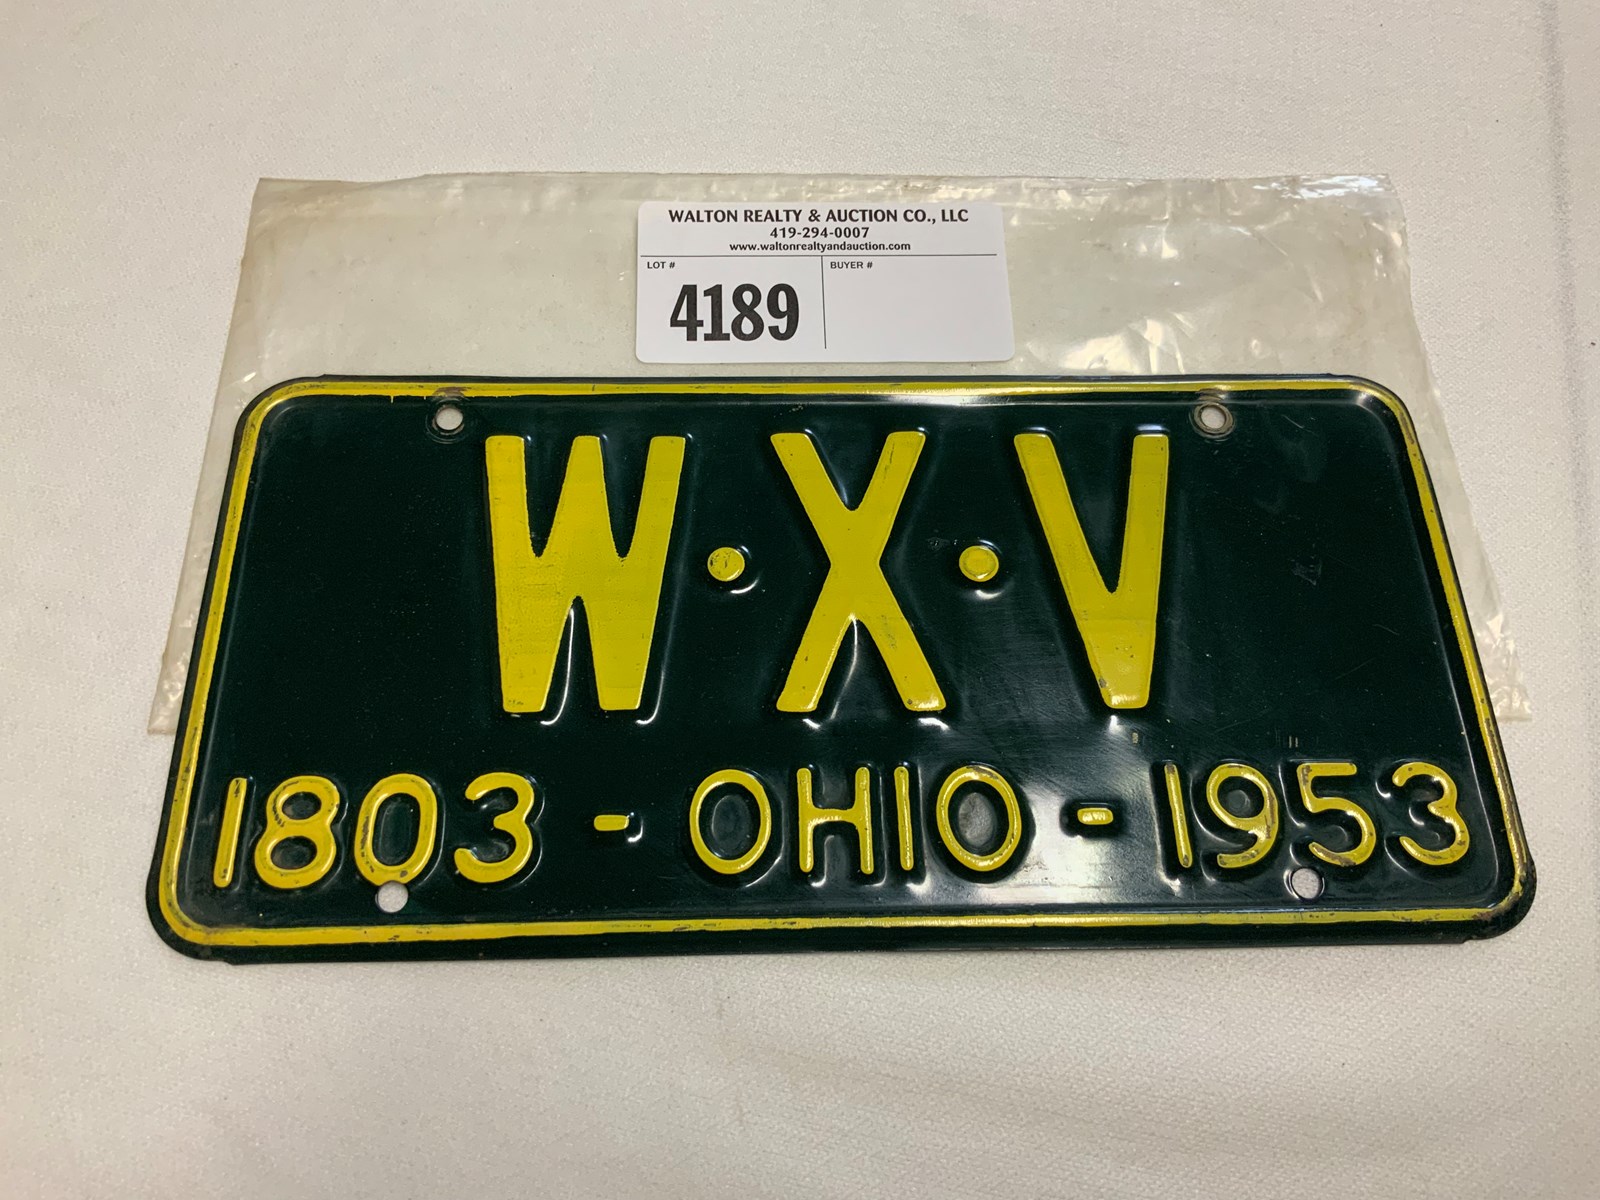 WALTON REALTY & AUCTION CO., LLC
419-294-0007
www.waltonrealtyandauction.com
LOT # BUYER #
4189
W·X·V
1803 - OHIO - 1953